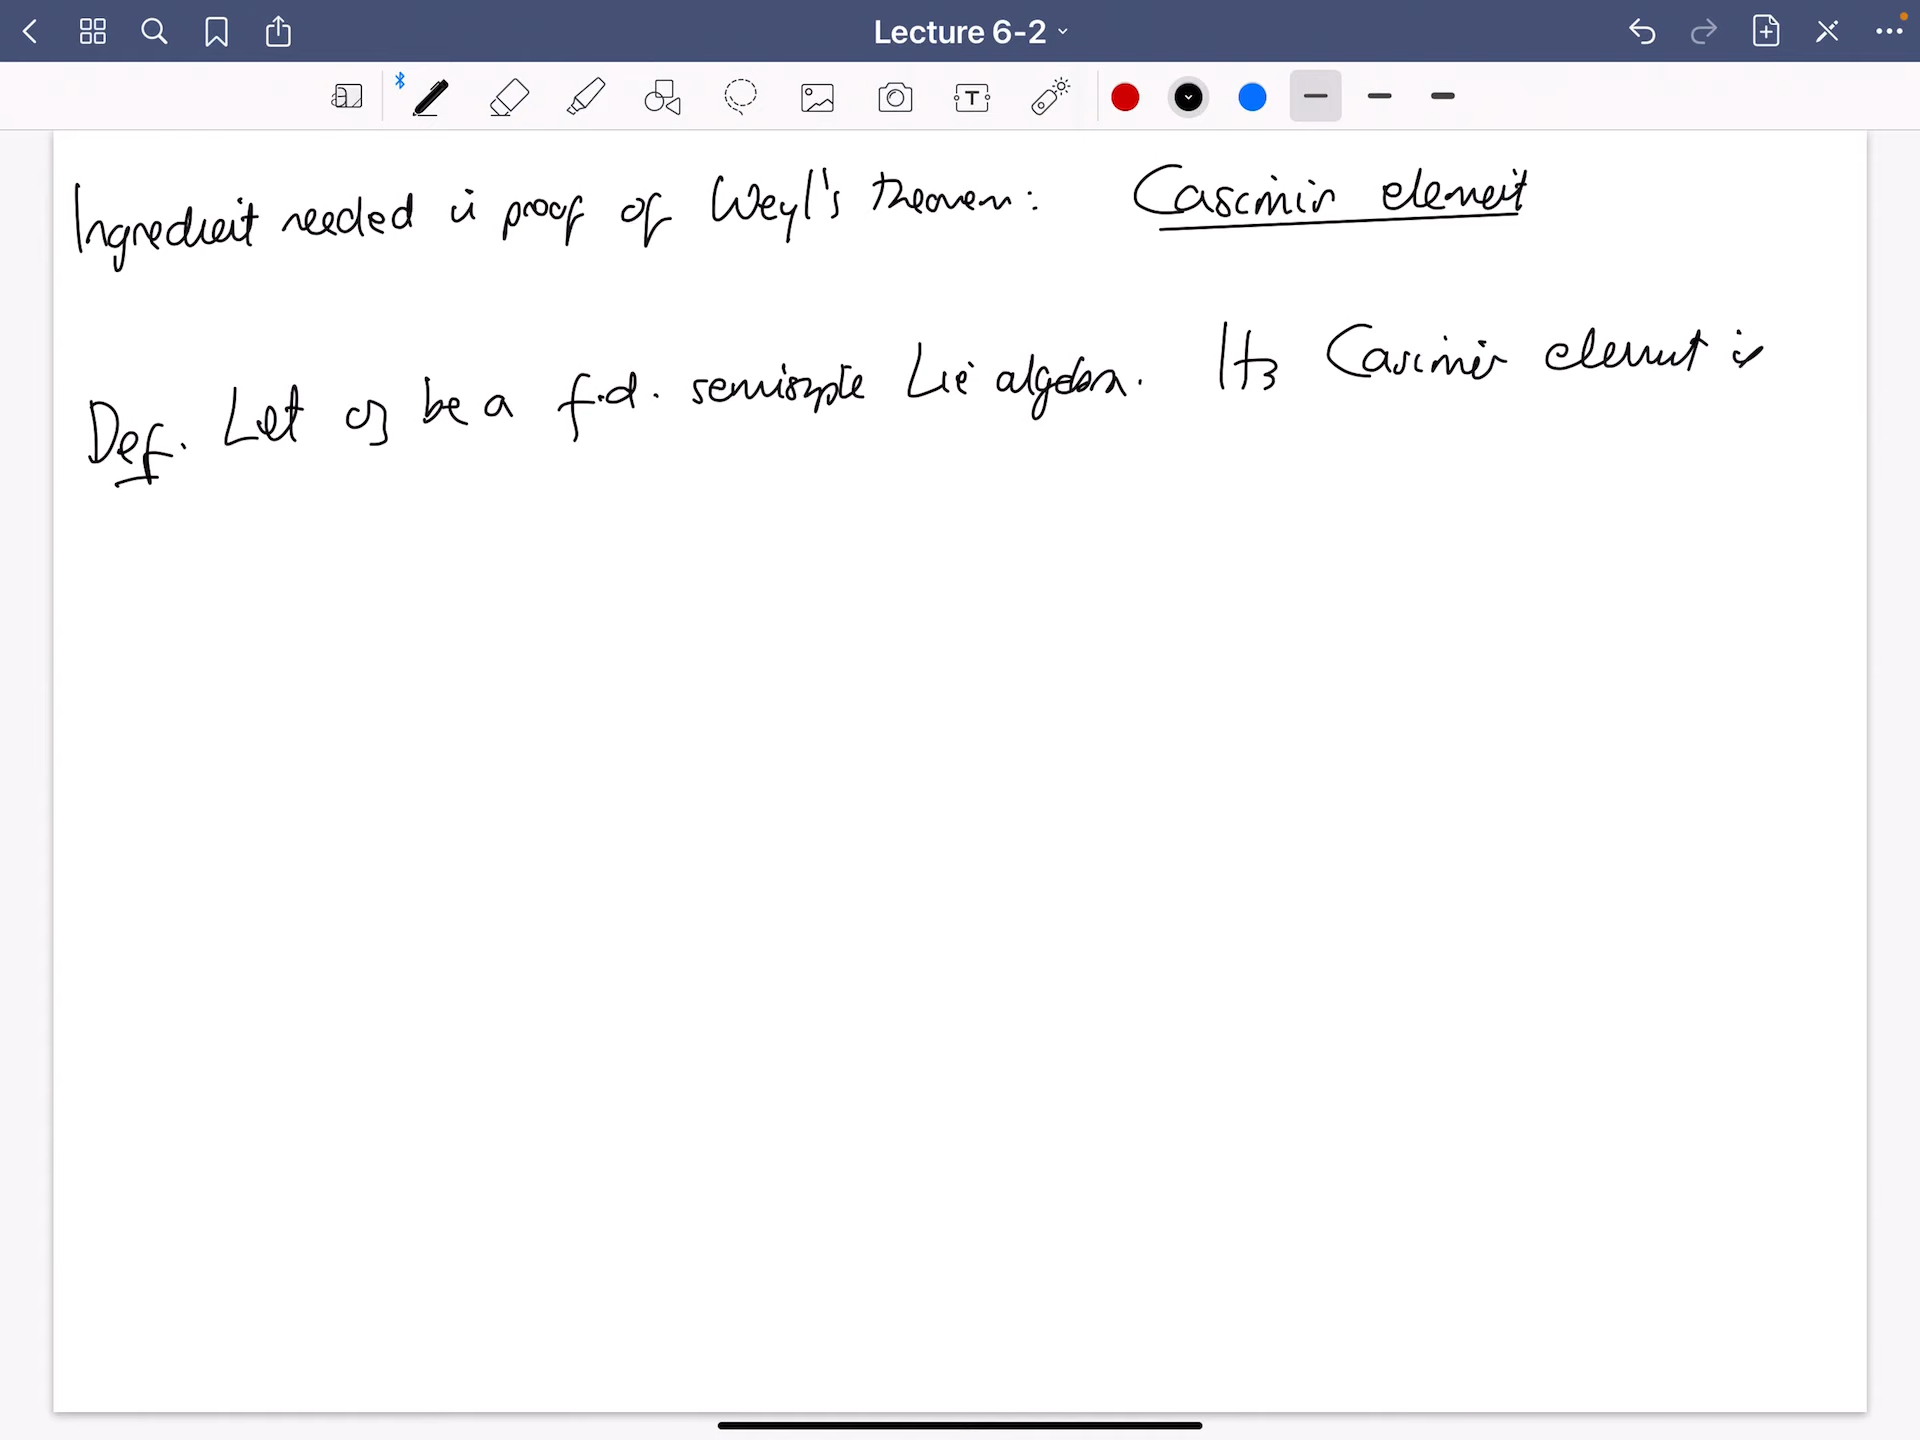 Lecture 6-2
Ingredient needed in proof of Weyl's theorem: Casimir element
Def. Let 𝔤 be a f.d. semisimple Lie algebra. Its Casimir element is